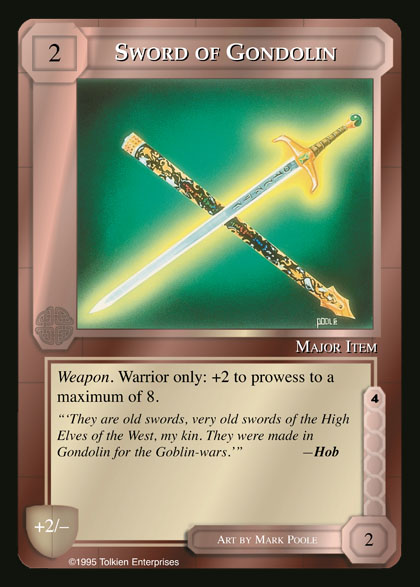 2
SWORD OF GONDOLIN
POOLE
MAJOR ITEM
Weapon. Warrior only: +2 to prowess to a
maximum of 8.
4
“‘They are old swords, very old swords of the High
Elves of the West, my kin. They were made in
Gondolin for the Goblin-wars.’” —Hob
+2/–
ART BY MARK POOLE
2
©1995 Tolkien Enterprises